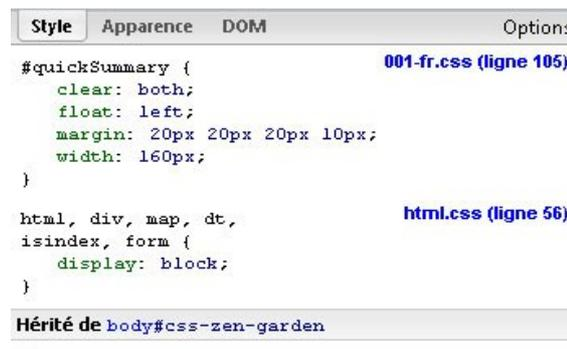 Style Apparence DOM Options
#quickSummary { 001-fr.css (ligne 105)
clear: both;
float: left;
margin: 20px 20px 20px 10px;
width: 160px;
}
html, div, map, dt, html.css (ligne 56)
isindex, form {
display: block;
}
Hérité de body#css-zen-garden